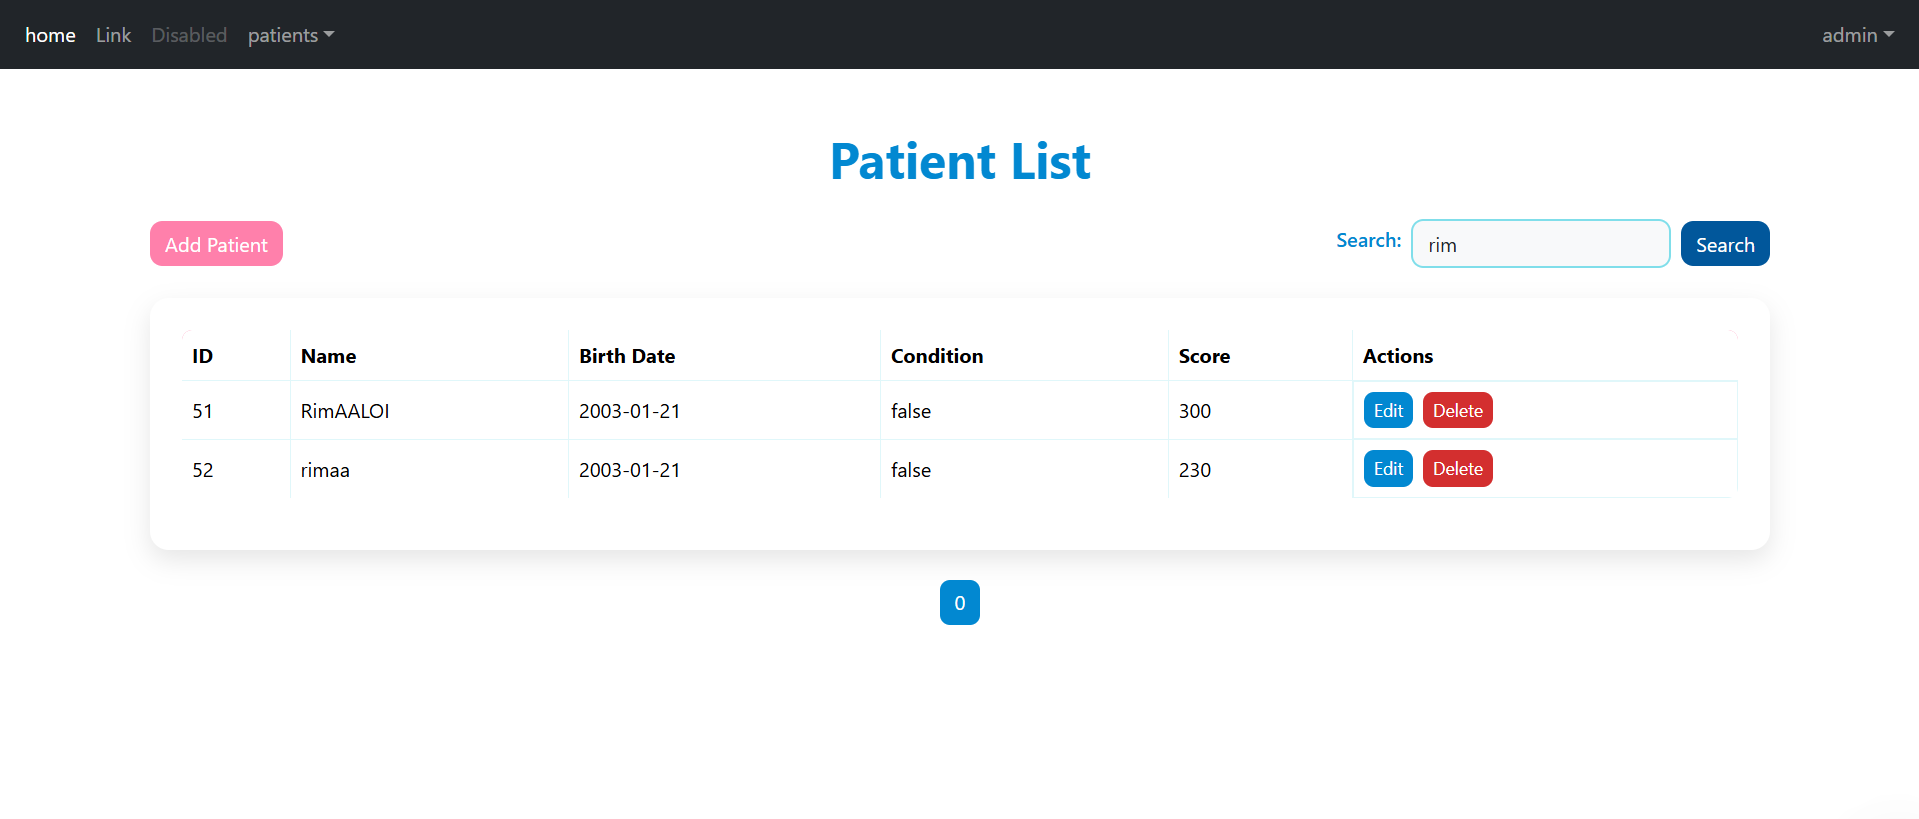 home Link Disabled patients admin
Patient List
Add Patient Search: rim Search
ID Name Birth Date Condition Score Actions
51 RimAALOI 2003-01-21 false 300 Edit Delete
52 rimaa 2003-01-21 false 230 Edit Delete
0